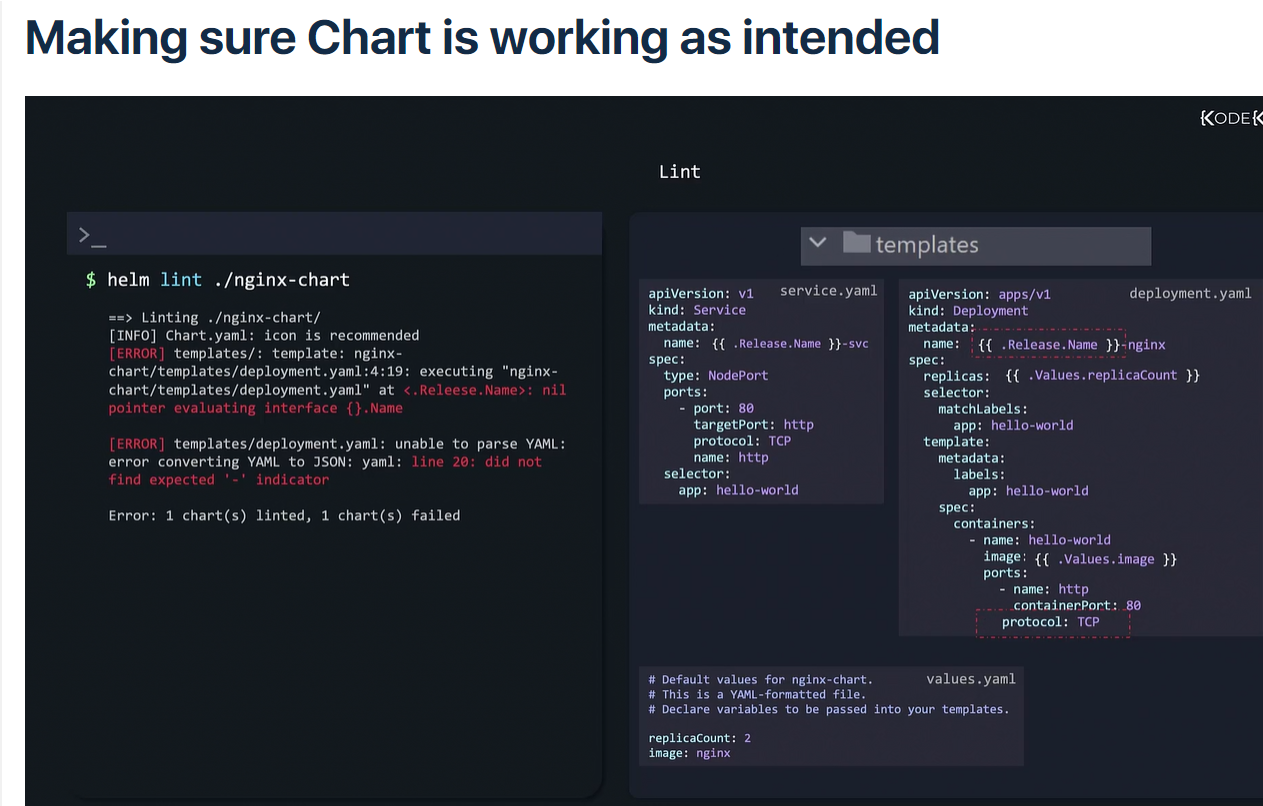 Making sure Chart is working as intended
{KODE{K
Lint
>_
$ helm lint ./nginx-chart
==> Linting ./nginx-chart/
[INFO] Chart.yaml: icon is recommended
[ERROR] templates/: template: nginx-
chart/templates/deployment.yaml:4:19: executing "nginx-
chart/templates/deployment.yaml" at <.Releese.Name>: nil
pointer evaluating interface {}.Name
[ERROR] templates/deployment.yaml: unable to parse YAML:
error converting YAML to JSON: yaml: line 20: did not
find expected '-' indicator
Error: 1 chart(s) linted, 1 chart(s) failed
templates
service.yaml
apiVersion: v1
kind: Service
metadata:
  name: {{ .Release.Name }}-svc
spec:
  type: NodePort
  ports:
    - port: 80
      targetPort: http
      protocol: TCP
      name: http
  selector:
    app: hello-world
deployment.yaml
apiVersion: apps/v1
kind: Deployment
metadata:
  name: {{ .Release.Name }}-nginx
spec:
  replicas: {{ .Values.replicaCount }}
  selector:
    matchLabels:
      app: hello-world
  template:
    metadata:
      labels:
        app: hello-world
    spec:
      containers:
        - name: hello-world
          image: {{ .Values.image }}
          ports:
            - name: http
              containerPort: 80
            protocol: TCP
values.yaml
# Default values for nginx-chart.
# This is a YAML-formatted file.
# Declare variables to be passed into your templates.
replicaCount: 2
image: nginx